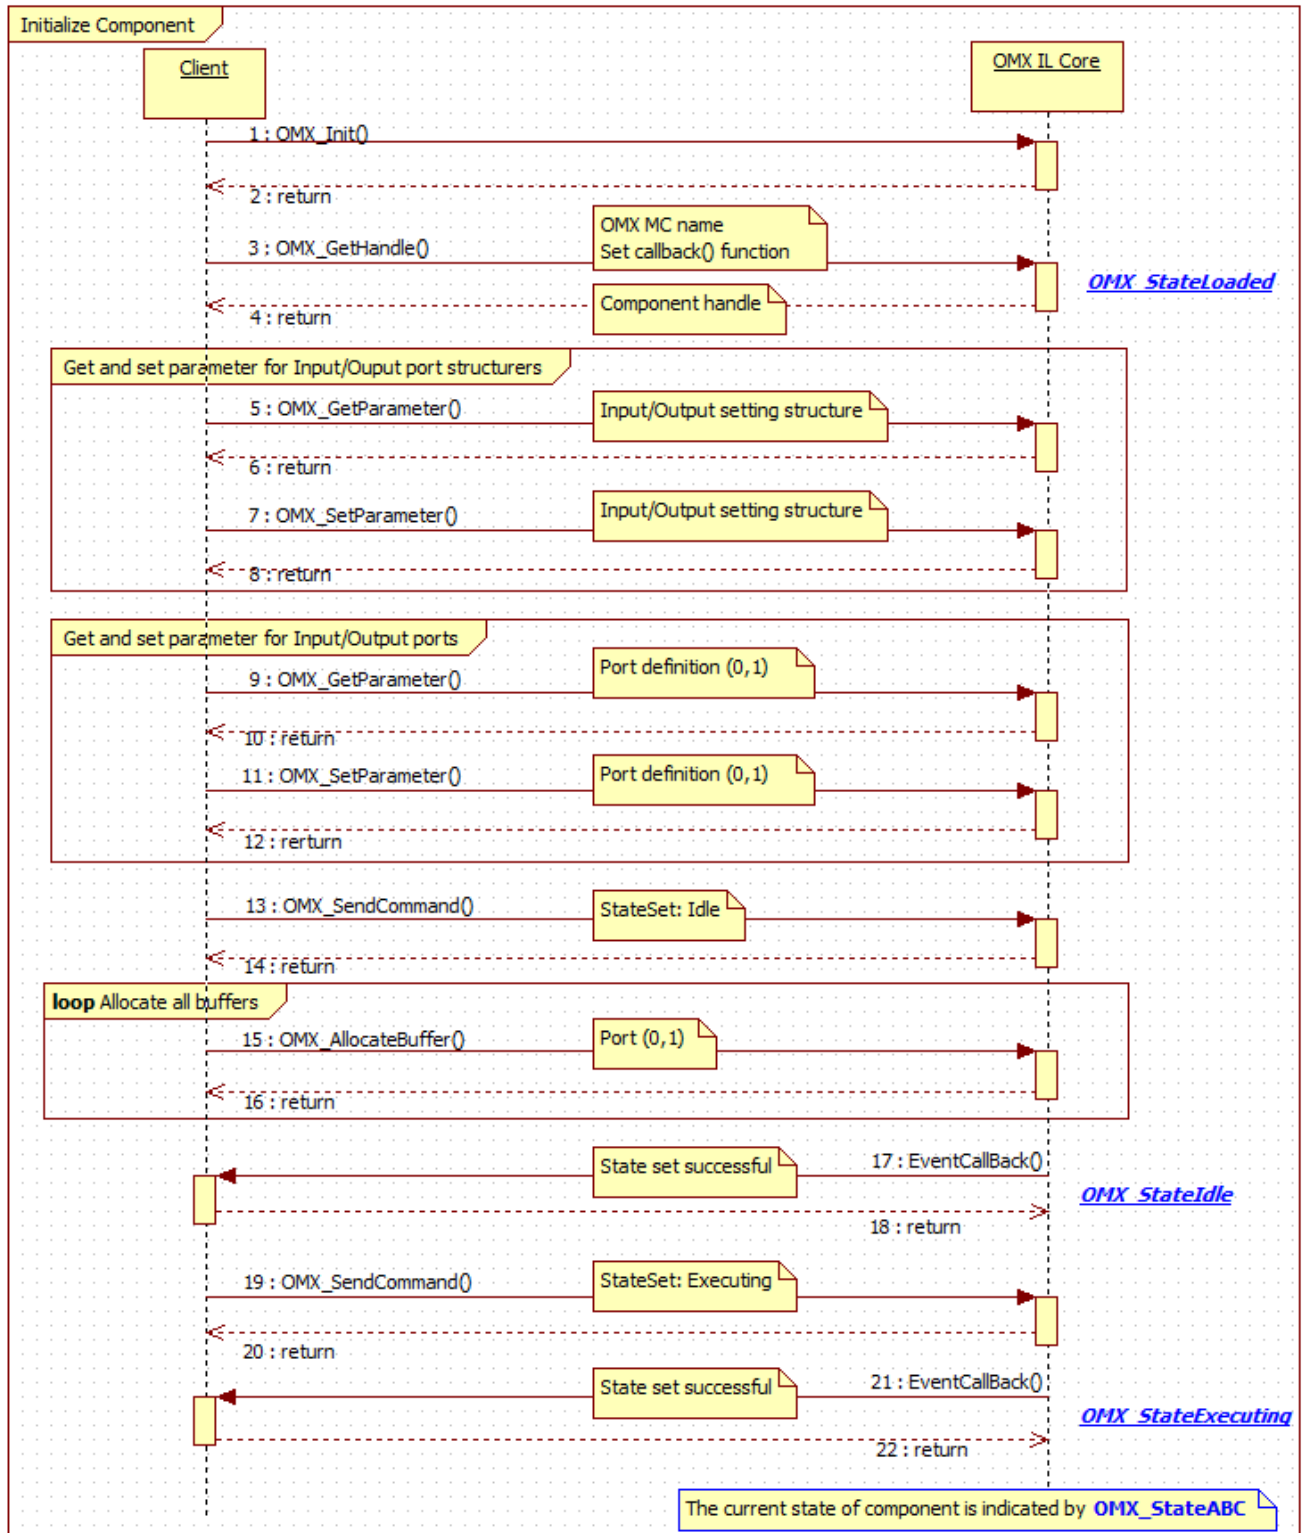 Initialize Component
Client
OMX IL Core
1 : OMX_Init()
2 : return
OMX MC name
Set callback() function
3 : OMX_GetHandle()
OMX_StateLoaded
Component handle
4 : return
Get and set parameter for Input/Ouput port structurers
5 : OMX_GetParameter()
Input/Output setting structure
6 : return
7 : OMX_SetParameter()
Input/Output setting structure
8 : return
Get and set parameter for Input/Output ports
9 : OMX_GetParameter()
Port definition (0,1)
10 : return
11 : OMX_SetParameter()
Port definition (0,1)
12 : rerturn
13 : OMX_SendCommand()
StateSet: Idle
14 : return
loop Allocate all buffers
15 : OMX_AllocateBuffer()
Port (0,1)
16 : return
State set successful
17 : EventCallBack()
OMX_StateIdle
18 : return
19 : OMX_SendCommand()
StateSet: Executing
20 : return
State set successful
21 : EventCallBack()
OMX_StateExecuting
22 : return
The current state of component is indicated by OMX_StateABC